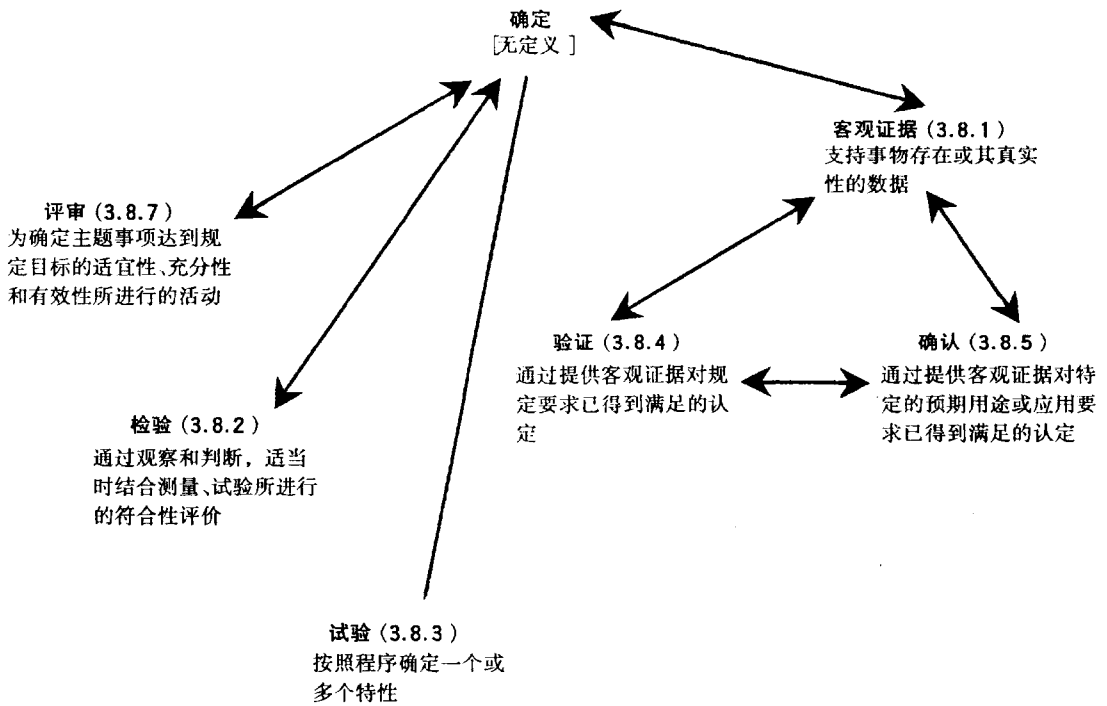 确定
[无定义]
客观证据(3.8.1)
支持事物存在或其真实
性的数据
评审(3.8.7)
为确定主题事项达到规
定目标的适宜性、充分性
和有效性所进行的活动
验证(3.8.4)
通过提供客观证据对规
定要求已得到满足的认
定
确认(3.8.5)
通过提供客观证据对特
定的预期用途或应用要
求已得到满足的认定
检验(3.8.2)
通过观察和判断，适当
时结合测量、试验所进行
的符合性评价
试验(3.8.3)
按照程序确定一个或
多个特性